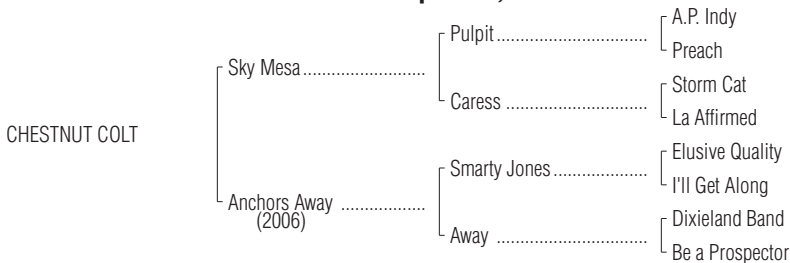 Pulpit
A.P. Indy
Preach
Sky Mesa
Caress
Storm Cat
La Affirmed
CHESTNUT COLT
Smarty Jones
Elusive Quality
I'll Get Along
Anchors Away
(2006)
Away
Dixieland Band
Be a Prospector